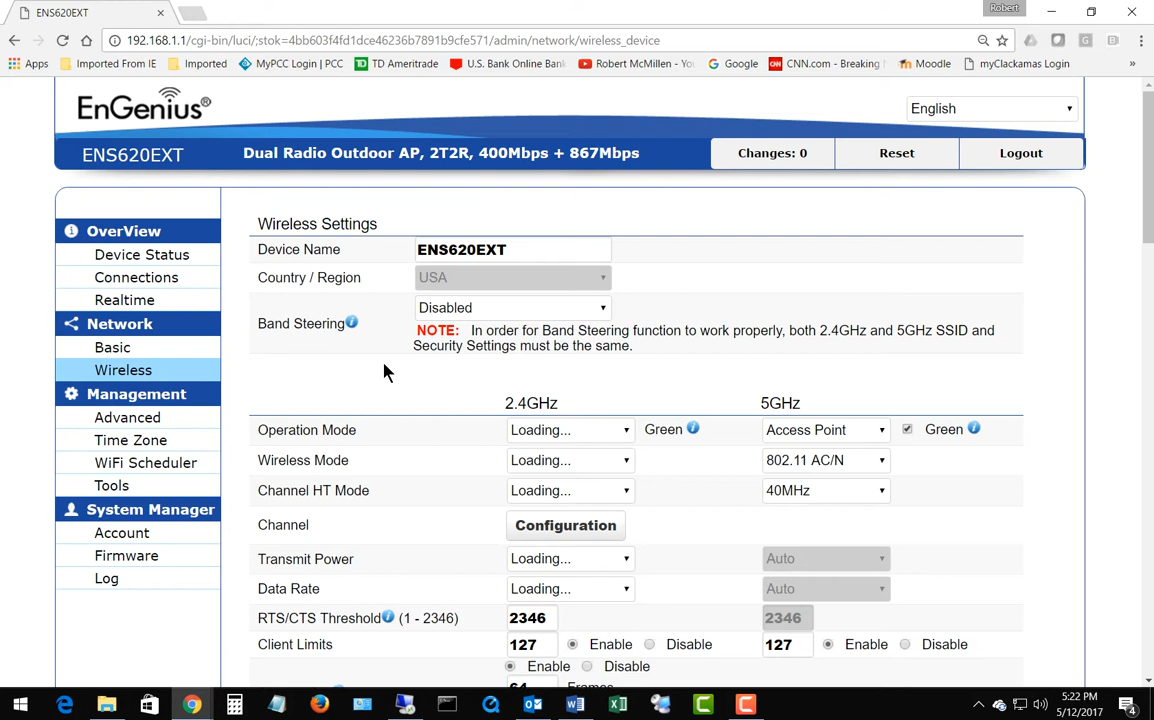 ENS620EXT
Robert
192.168.1.1/cgi-bin/luci/;stok=4bb603f4fd1dce46236b7891b9cfe571/admin/network/wireless_device
Apps Imported From IE Imported MyPCC Login | PCC TD Ameritrade U.S. Bank Online Bank Robert McMillen - Yo Google CNN.com - Breaking Moodle myClackamas Login »
EnGenius®
English
ENS620EXT Dual Radio Outdoor AP, 2T2R, 400Mbps + 867Mbps Changes: 0 Reset Logout
OverView
Device Status
Connections
Realtime
Network
Basic
Wireless
Management
Advanced
Time Zone
WiFi Scheduler
Tools
System Manager
Account
Firmware
Log
Wireless Settings
Device Name ENS620EXT
Country / Region USA
Band Steering Disabled
NOTE: In order for Band Steering function to work properly, both 2.4GHz and 5GHz SSID and
Security Settings must be the same.
2.4GHz 5GHz
Operation Mode Loading... Green Access Point Green
Wireless Mode Loading... 802.11 AC/N
Channel HT Mode Loading... 40MHz
Channel Configuration
Transmit Power Loading... Auto
Data Rate Loading... Auto
RTS/CTS Threshold (1 - 2346) 2346 2346
Client Limits 127 Enable Disable 127 Enable Disable
Enable Disable
64 Frames
5:22 PM
5/12/2017
4